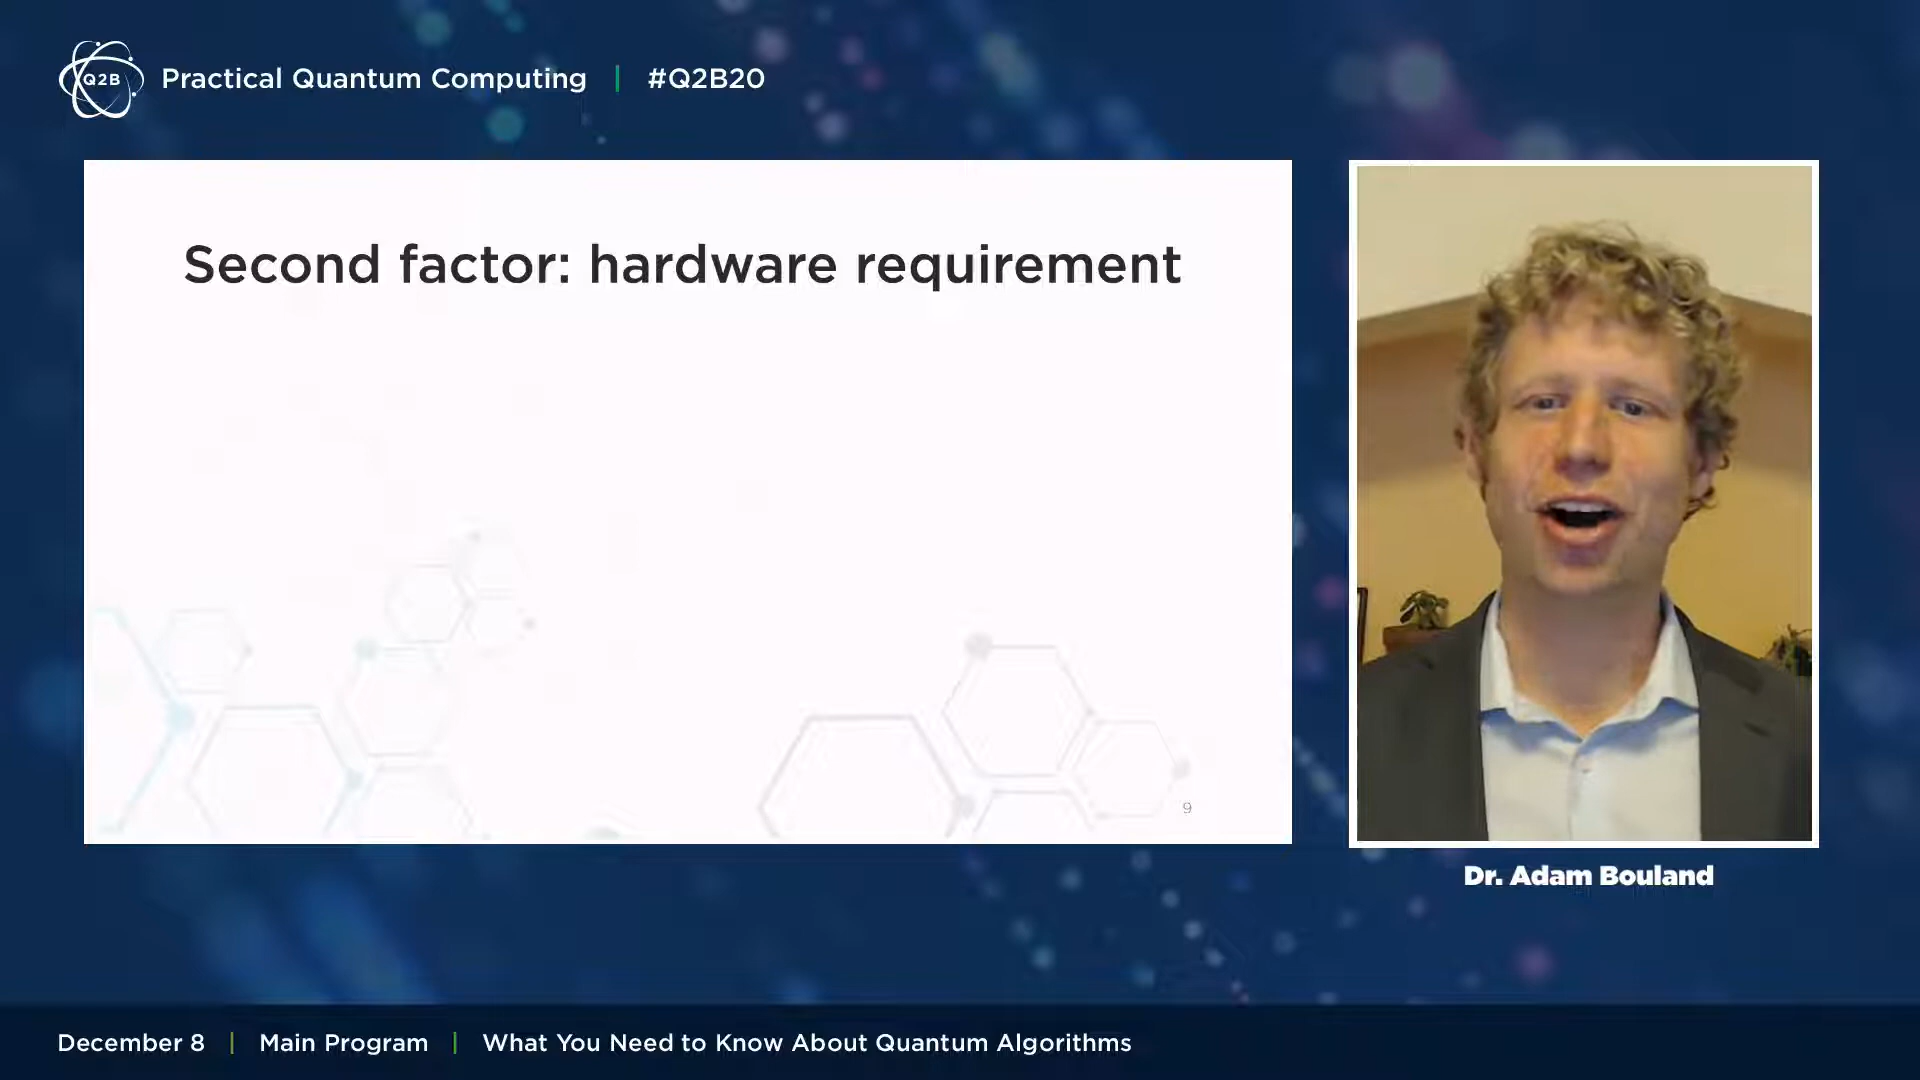 Q2B
Practical Quantum Computing | #Q2B20
Second factor: hardware requirement
9
Dr. Adam Bouland
December 8 | Main Program | What You Need to Know About Quantum Algorithms